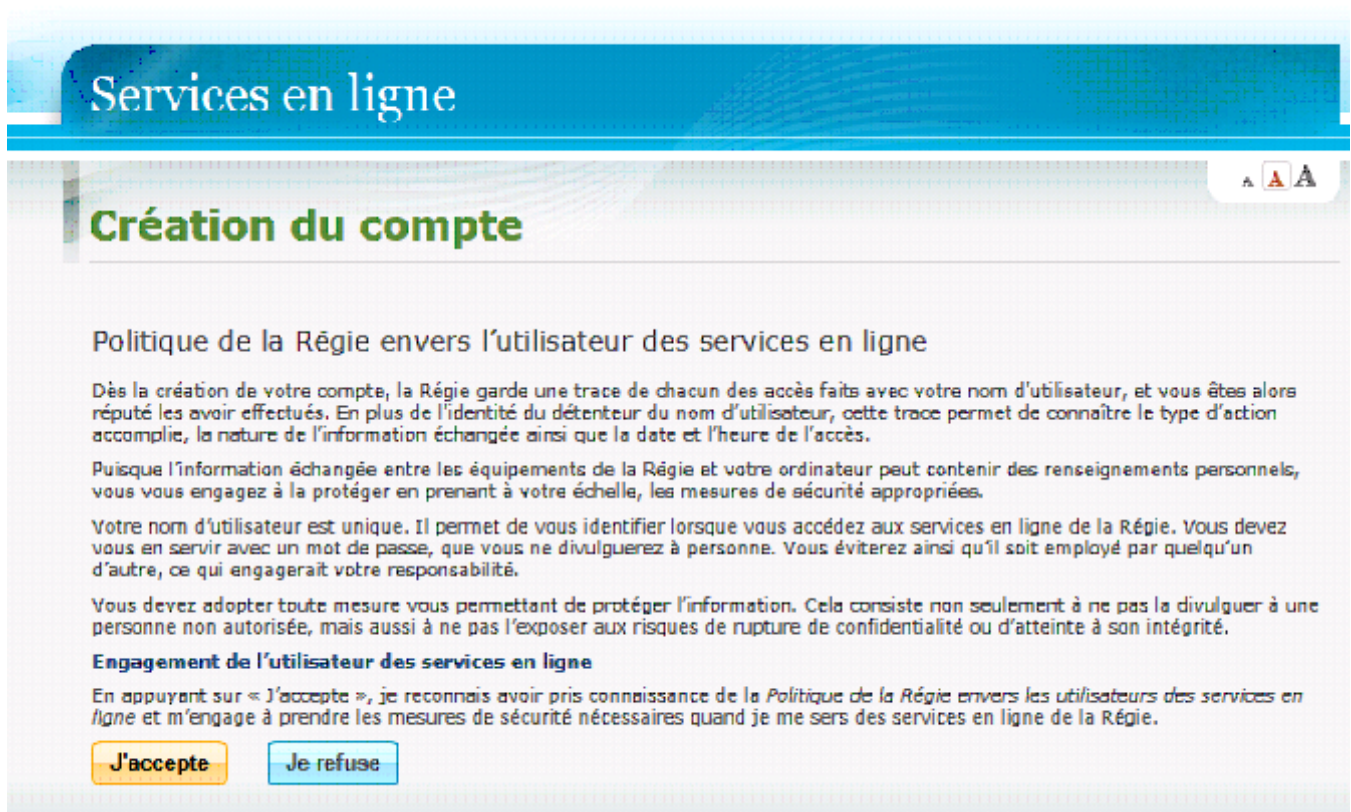 Services en ligne
A A A
Création du compte
Politique de la Régie envers l'utilisateur des services en ligne
Dès la création de votre compte, la Régie garde une trace de chacun des accès faits avec votre nom d'utilisateur, et vous êtes alors
réputé les avoir effectués. En plus de l'identité du détenteur du nom d'utilisateur, cette trace permet de connaître le type d'action
accomplie, la nature de l'information échangée ainsi que la date et l'heure de l'accès.
Puisque l'information échangée entre les équipements de la Régie et votre ordinateur peut contenir des renseignements personnels,
vous vous engagez à la protéger en prenant à votre échelle, les mesures de sécurité appropriées.
Votre nom d'utilisateur est unique. Il permet de vous identifier lorsque vous accédez aux services en ligne de la Régie. Vous devez
vous en servir avec un mot de passe, que vous ne divulguerez à personne. Vous éviterez ainsi qu'il soit employé par quelqu'un
d'autre, ce qui engagerait votre responsabilité.
Vous devez adopter toute mesure vous permettant de protéger l'information. Cela consiste non seulement à ne pas la divulguer à une
personne non autorisée, mais aussi à ne pas l'exposer aux risques de rupture de confidentialité ou d'atteinte à son intégrité.
Engagement de l'utilisateur des services en ligne
En appuyant sur « J'accepte », je reconnais avoir pris connaissance de la Politique de la Régie envers les utilisateurs des services en
ligne et m'engage à prendre les mesures de sécurité nécessaires quand je me sers des services en ligne de la Régie.
J'accepte Je refuse